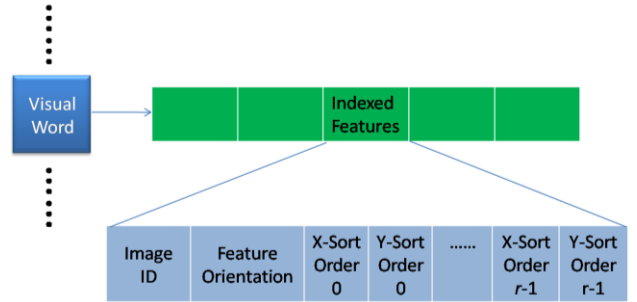 Visual
Word
Indexed
Features
Image
ID
Feature
Orientation
X-Sort
Order
0
Y-Sort
Order
0
......
X-Sort
Order
r-1
Y-Sort
Order
r-1